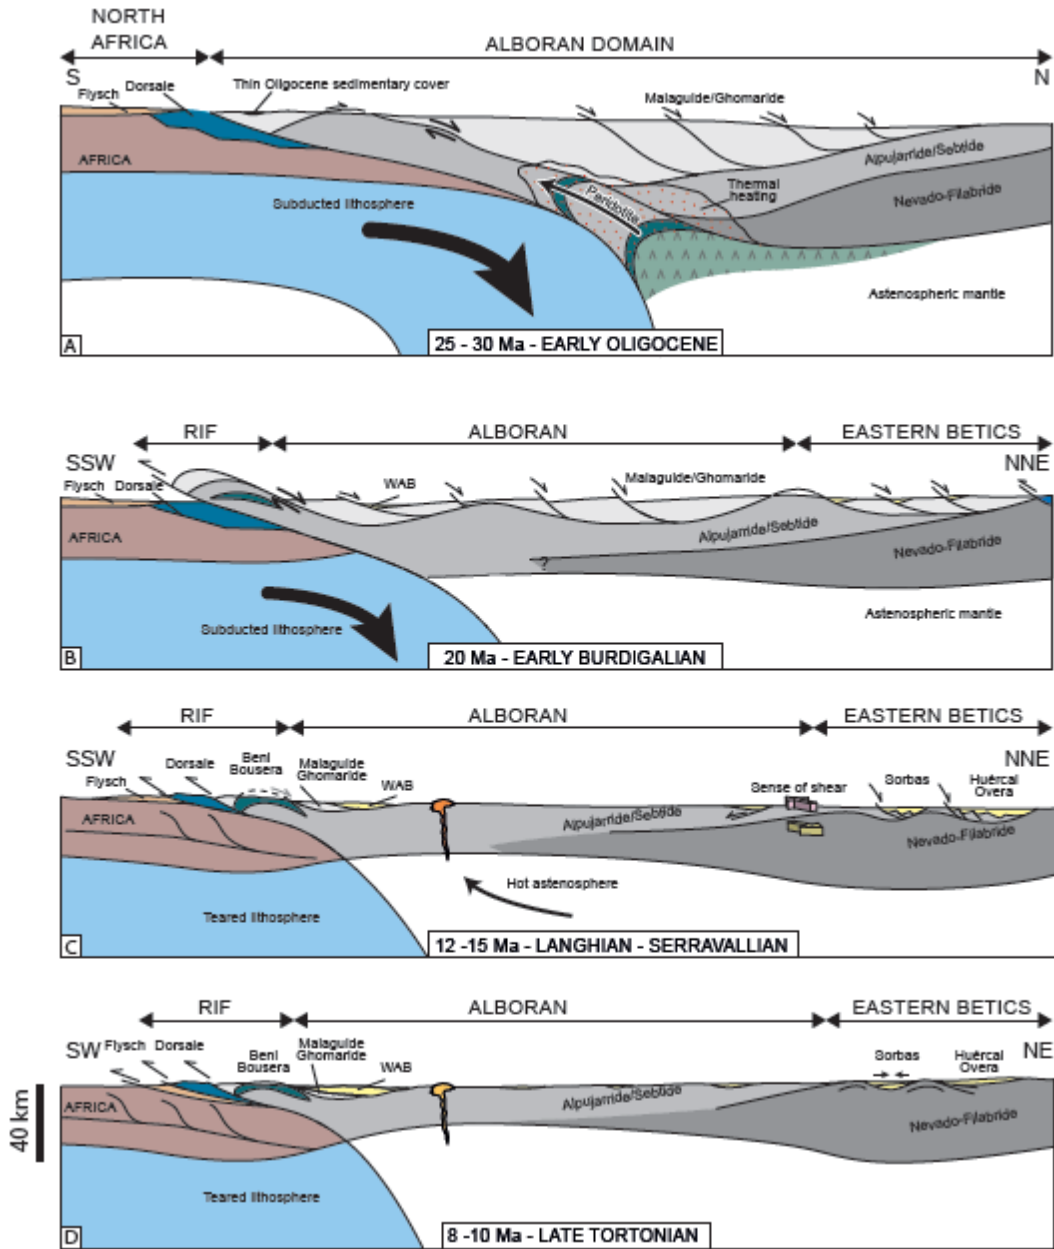 NORTH
AFRICA
ALBORAN DOMAIN
S
N
Flysch
Dorsale
Thin Oligocene sedimentary cover
Malaguide/Ghomaride
AFRICA
Alpujarride/Sebtide
Subducted lithosphere
Peridotite
Thermal
heating
Nevado-Filabride
Astenospheric mantle
A
25 - 30 Ma - EARLY OLIGOCENE
RIF
ALBORAN
EASTERN BETICS
SSW
NNE
Flysch
Dorsale
WAB
Malaguide/Ghomaride
AFRICA
Alpujarride/Sebtide
Nevado-Filabride
?
Subducted lithosphere
Astenospheric mantle
B
20 Ma - EARLY BURDIGALIAN
RIF
ALBORAN
EASTERN BETICS
SSW
NNE
Flysch
Dorsale
Beni
Bousera
Malaguide
Ghomaride
WAB
Sense of shear
Sorbas
Huércal
Overa
AFRICA
Alpujarride/Sebtide
Nevado-Filabride
Hot astenosphere
Teared lithosphere
C
12 -15 Ma - LANGHIAN - SERRAVALLIAN
RIF
ALBORAN
EASTERN BETICS
SW
NE
Flysch
Dorsale
Beni
Bousera
Malaguide
Ghomaride
WAB
Sorbas
Huércal
Overa
AFRICA
Alpujarride/Sebtide
Nevado-Filabride
40 km
Teared lithosphere
D
8 -10 Ma - LATE TORTONIAN